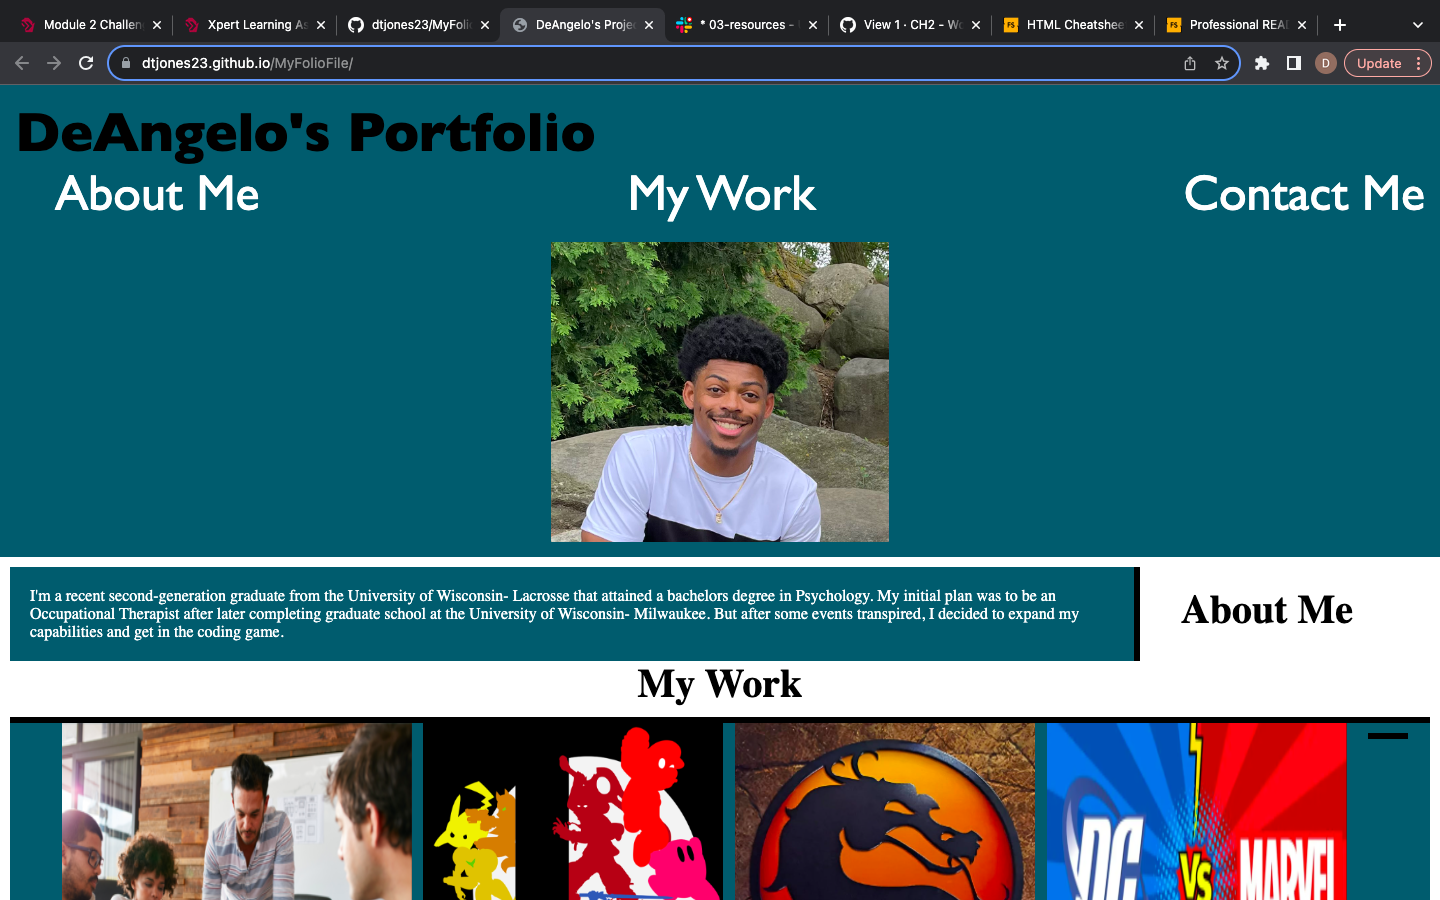 Module 2 Challen
Xpert Learning As
dtjones23/MyFoli
DeAngelo's Proje
* 03-resources -
View 1 · CH2 - Wo
HTML Cheatshee
Professional REA
dtjones23.github.io/MyFolioFile/
D
Update
DeAngelo's Portfolio
About Me
My Work
Contact Me
I'm a recent second-generation graduate from the University of Wisconsin- Lacrosse that attained a bachelors degree in Psychology. My initial plan was to be an
Occupational Therapist after later completing graduate school at the University of Wisconsin- Milwaukee. But after some events transpired, I decided to expand my
capabilities and get in the coding game.
About Me
My Work
DC
VS
MARVEL